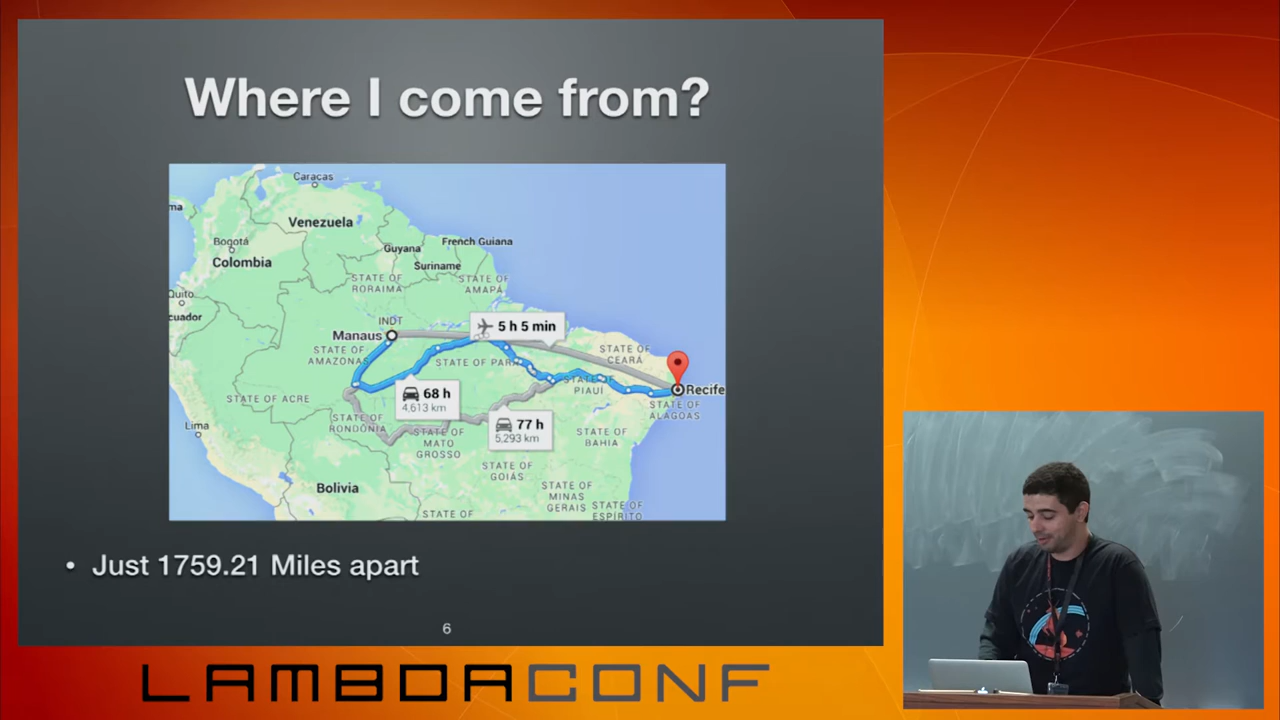 Where I come from?
Caracas
ma
Venezuela
Bogotá
Colombia
Guyana
French Guiana
Suriname
STATE OF
RORAIMA
STATE OF
AMAPÁ
Quito
cuador
INDT
Manaus
5 h 5 min
STATE OF
AMAZONAS
STATE OF PARÁ
STATE OF
CEARÁ
Recife
STATE OF
PIAUÍ
STATE OF
ALAGOAS
68 h
4,613 km
STATE OF ACRE
STATE OF
RONDÔNIA
77 h
5,293 km
Lima
STATE OF
MATO
GROSSO
STATE OF
BAHIA
STATE OF
GOIÁS
Bolivia
STATE OF
MINAS
GERAIS
STATE OF
ESPÍRITO
STATE OF
• Just 1759.21 Miles apart
6
LAMBDACONF